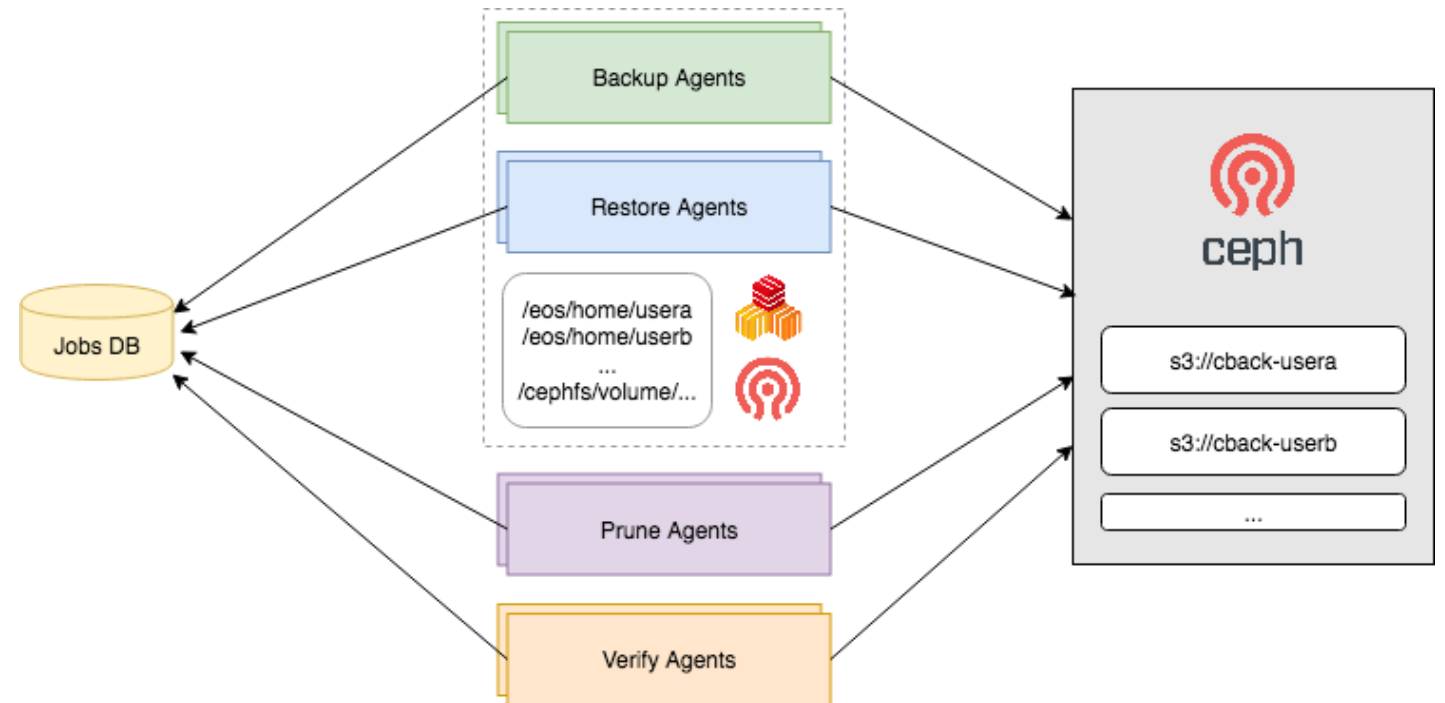 Backup Agents
Restore Agents
/eos/home/usera
/eos/home/userb
...
/cephfs/volume/...
Jobs DB
Prune Agents
Verify Agents
ceph
s3://cback-usera
s3://cback-userb
...